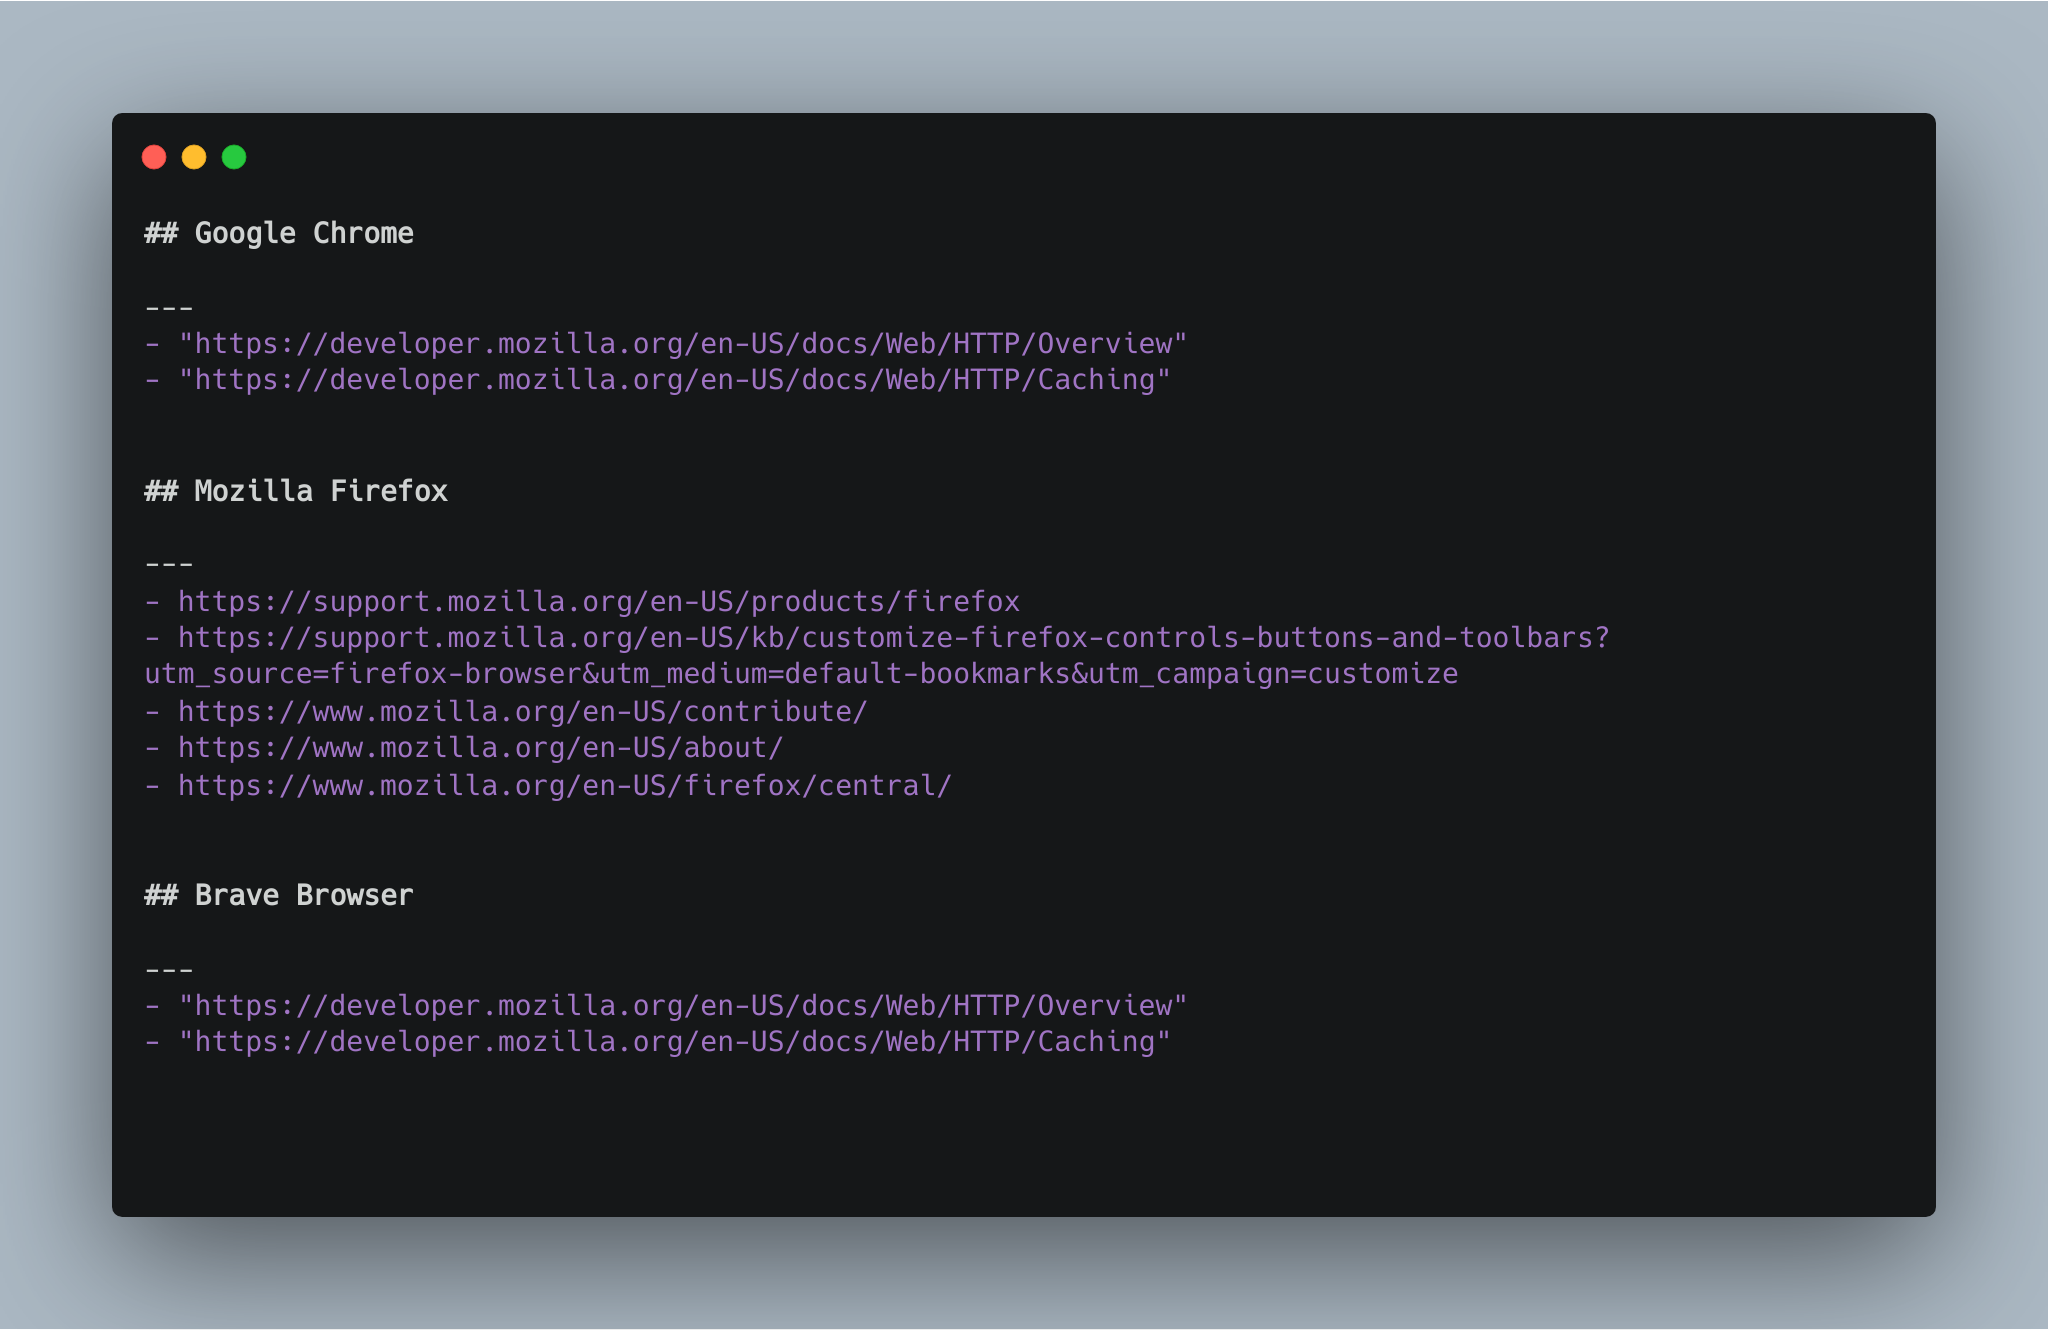 ## Google Chrome
---
- "https://developer.mozilla.org/en-US/docs/Web/HTTP/Overview"
- "https://developer.mozilla.org/en-US/docs/Web/HTTP/Caching"
## Mozilla Firefox
---
- https://support.mozilla.org/en-US/products/firefox
- https://support.mozilla.org/en-US/kb/customize-firefox-controls-buttons-and-toolbars?
utm_source=firefox-browser&utm_medium=default-bookmarks&utm_campaign=customize
- https://www.mozilla.org/en-US/contribute/
- https://www.mozilla.org/en-US/about/
- https://www.mozilla.org/en-US/firefox/central/
## Brave Browser
---
- "https://developer.mozilla.org/en-US/docs/Web/HTTP/Overview"
- "https://developer.mozilla.org/en-US/docs/Web/HTTP/Caching"